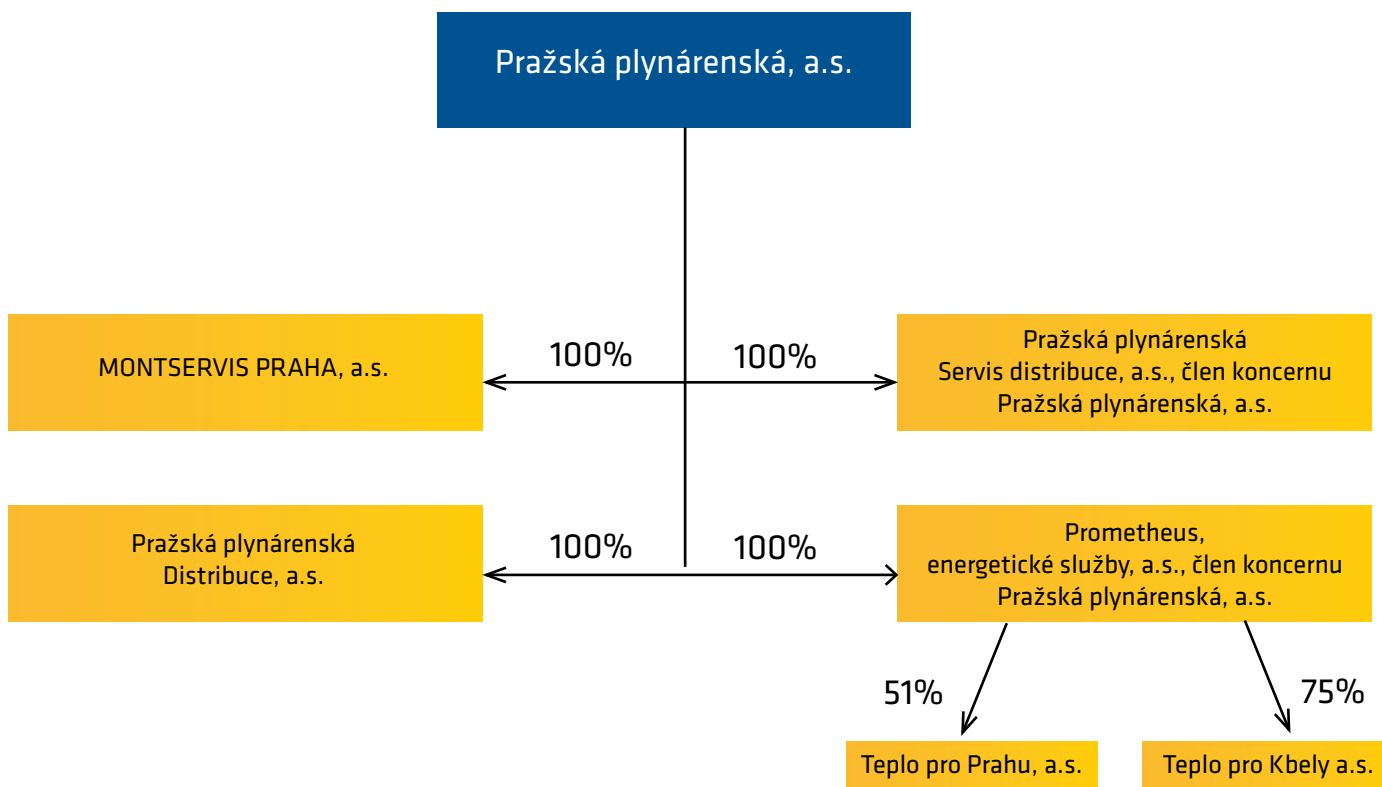 Pražská plynárenská, a.s.
MONTSERVIS PRAHA, a.s.
100%
100%
Pražská plynárenská
Servis distribuce, a.s., člen koncernu
Pražská plynárenská, a.s.
Pražská plynárenská
Distribuce, a.s.
100%
100%
Prometheus,
energetické služby, a.s., člen koncernu
Pražská plynárenská, a.s.
51%
75%
Teplo pro Prahu, a.s.
Teplo pro Kbely a.s.